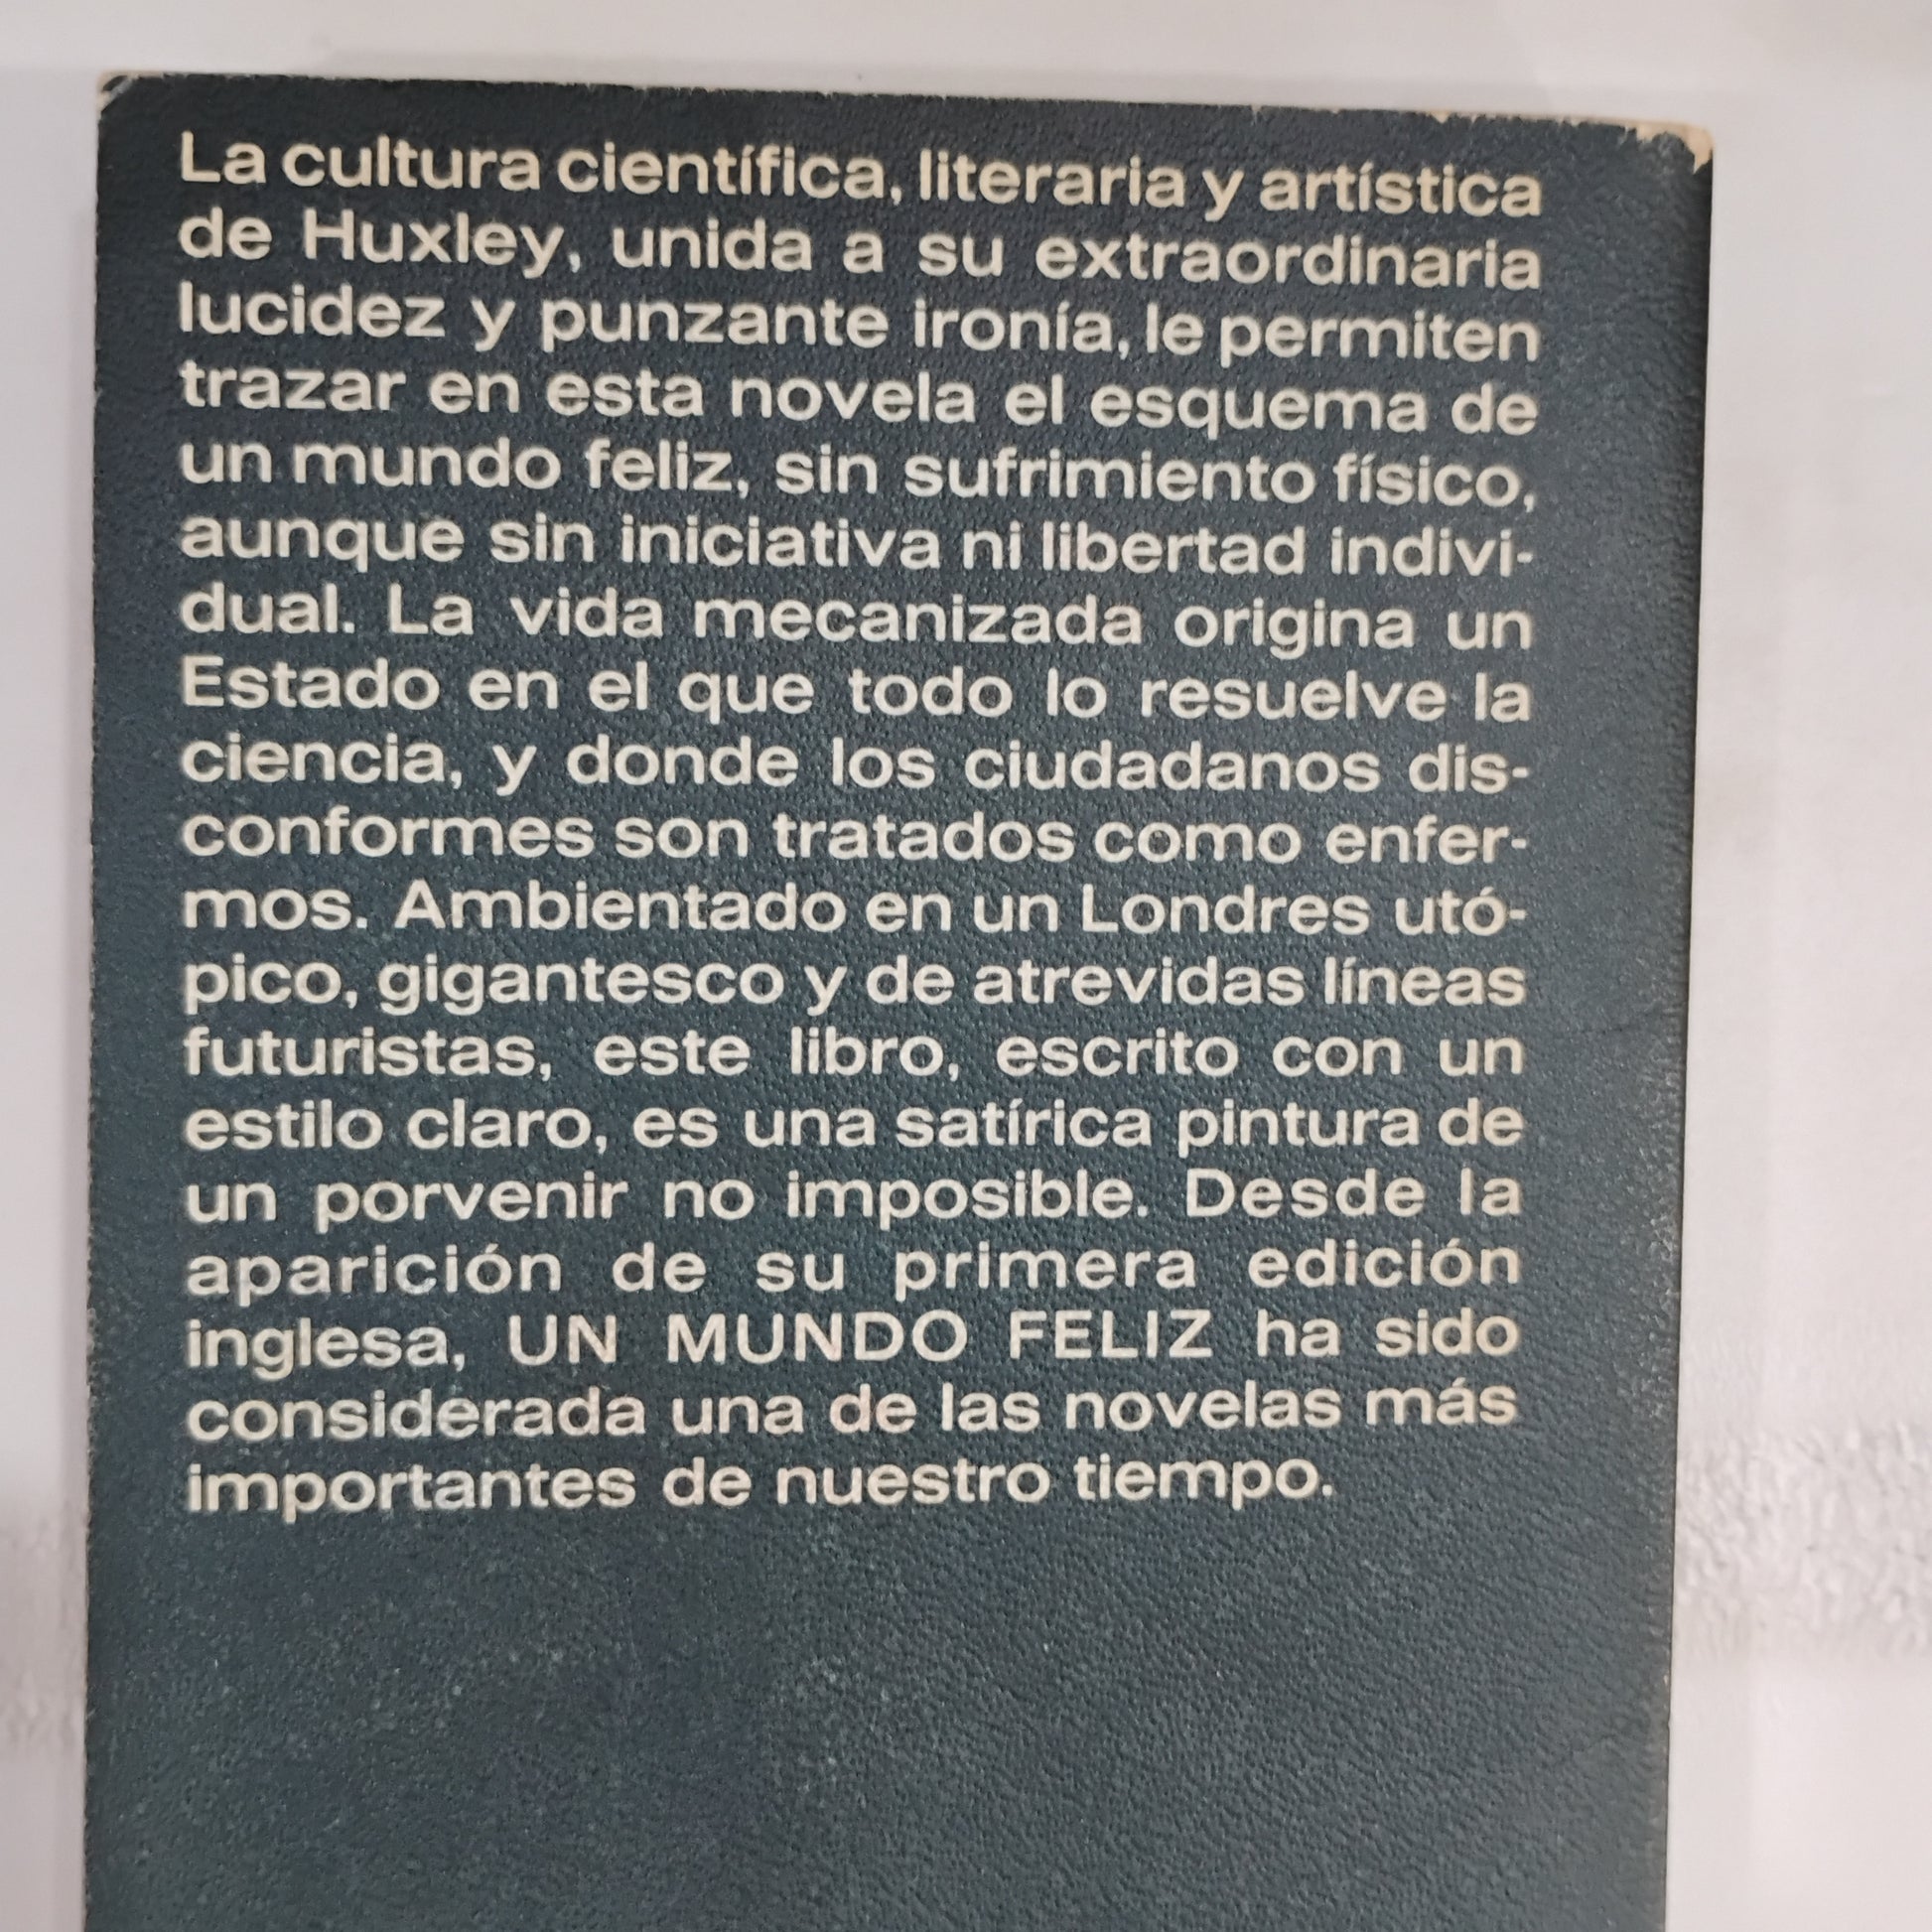 La cultura científica, literaria y artística
de Huxley, unida a su extraordinaria
lucidez y punzante ironía, le permiten
trazar en esta novela el esquema de
un mundo feliz, sin sufrimiento físico,
aunque sin iniciativa ni libertad indivi-
dual. La vida mecanizada origina un
Estado en el que todo lo resuelve la
ciencia, y donde los ciudadanos dis-
conformes son tratados como enfer-
mos. Ambientado en un Londres utó-
pico, gigantesco y de atrevidas líneas
futuristas, este libro, escrito con un
estilo claro, es una satírica pintura de
un porvenir no imposible. Desde la
aparición de su primera edición
inglesa, UN MUNDO FELIZ ha sido
considerada una de las novelas más
importantes de nuestro tiempo.